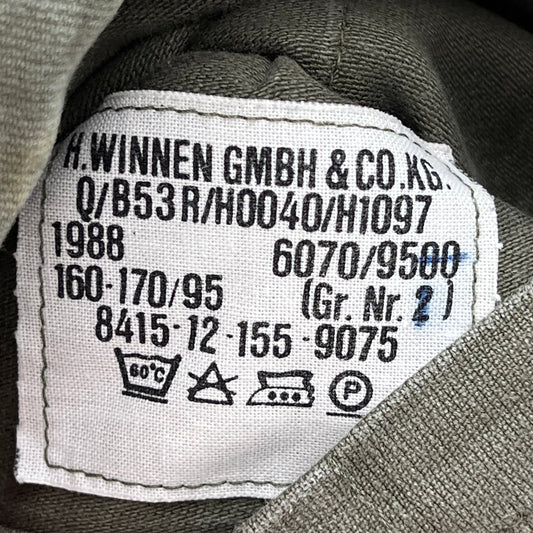 H.WINNEN GMBH & CO.KG.
Q/B53R/H0040/H1097
1988 6070/9500
160-170/95 (Gr. Nr. 2)
8415-12-155-9075
60°C P